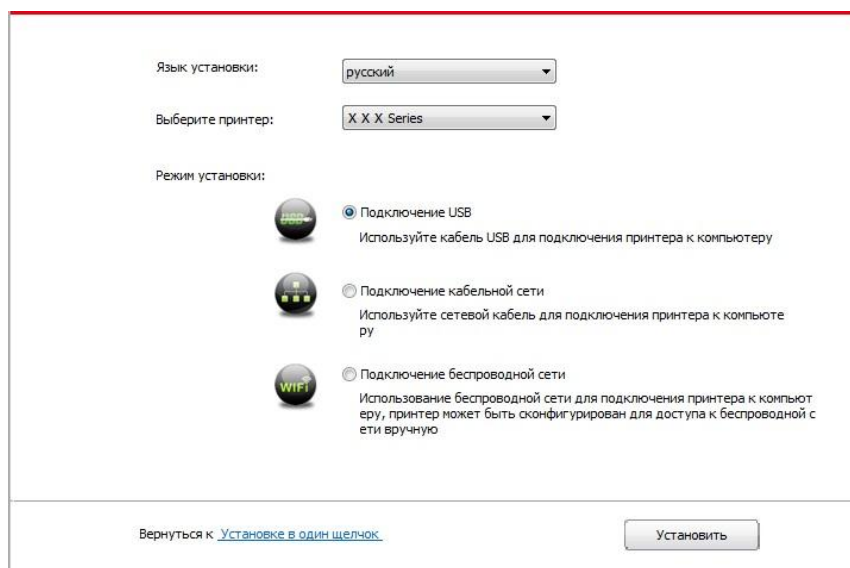 Язык установки: русский
Выберите принтер: X X X Series
Режим установки:
USB Подключение USB
Используйте кабель USB для подключения принтера к компьютеру
Подключение кабельной сети
Используйте сетевой кабель для подключения принтера к компьюте
ру
WiFi Подключение беспроводной сети
Использование беспроводной сети для подключения принтера к компьют
еру, принтер может быть сконфигурирован для доступа к беспроводной с
ети вручную
Вернуться к Установке в один щелчок Установить